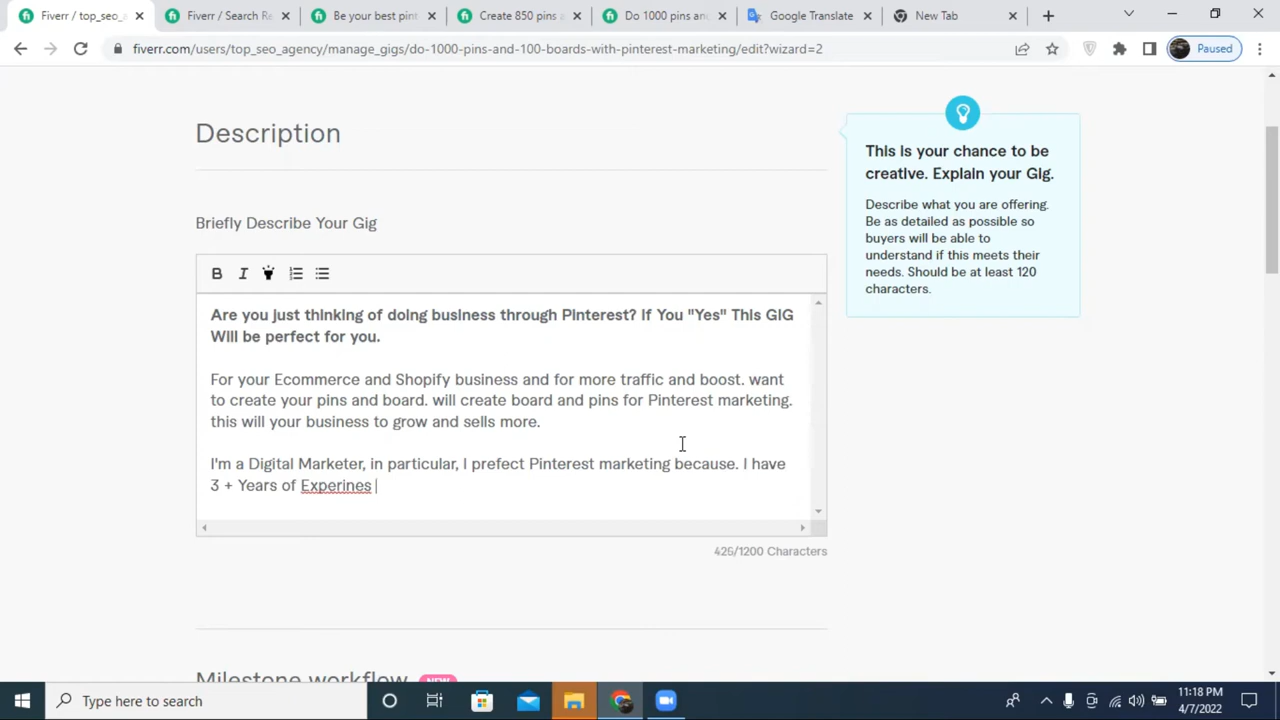 Fiverr / top_seo_
Fiverr / Search Re
Be your best pint
Create 850 pins a
Do 1000 pins and
Google Translate
New Tab
fiverr.com/users/top_seo_agency/manage_gigs/do-1000-pins-and-100-boards-with-pinterest-marketing/edit?wizard=2
Paused
Description
Briefly Describe Your Gig
B I
Are you just thinking of doing business through Pinterest? If You "Yes" This GIG
Will be perfect for you.
For your Ecommerce and Shopify business and for more traffic and boost. want
to create your pins and board. will create board and pins for Pinterest marketing.
this will your business to grow and sells more.
I'm a Digital Marketer, in particular, I prefect Pinterest marketing because. I have
3 + Years of Experines
425/1200 Characters
This is your chance to be
creative. Explain your Gig.
Describe what you are offering.
Be as detailed as possible so
buyers will be able to
understand if this meets their
needs. Should be at least 120
characters.
Milestone workflow NEW
Type here to search
11:18 PM
4/7/2022